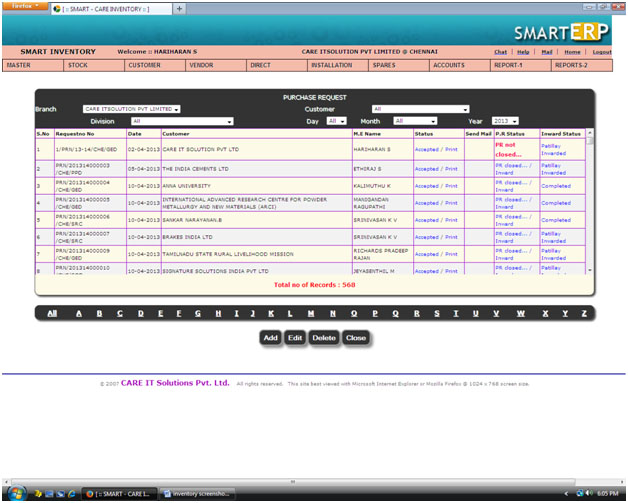 firefox
[ :: SMART - CARE INVENTORY :: ]
SMARTERP
SMART INVENTORY Welcome :: HARIHARAN S CARE ITSOLUTION PVT LIMITED @ CHENNAI Chat | Help | Mail | Home | Logout
MASTER STOCK CUSTOMER VENDOR DIRECT INSTALLATION SPARES ACCOUNTS REPORT-1 REPORTS-2
PURCHASE REQUEST
Branch CARE ITSOLUTION PVT LIMITED Customer All
Division All Day All Month All Year 2013
S.No Requestno No Date Customer M.E Name Status Send Mail P.R Status Inward Status
1 1/PRN/13-14/CHE/GED 02-04-2013 CARE IT SOLUTION PVT LTD HARIHARAN S Accepted / Print PR not closed... Patillay Inwarded
2 PRN/201314000003 /CHE/PPD 05-04-2013 THE INDIA CEMENTS LTD ETHIRAJ S Accepted / Print PR closed... / Inward Patillay Inwarded
3 PRN/201314000004 /CHE/GED 10-04-2013 ANNA UNIVERSITY KALIMUTHU K Accepted / Print PR closed... / Inward Completed
4 PRN/201314000005 /CHE/GED 10-04-2013 INTERNATIONAL ADVANCED RESEARCH CENTRE FOR POWDER METALLURGY AND NEW MATERIALS (ARCI) MANIGANDAN RAGUPATHI Accepted / Print PR closed... / Inward Completed
5 PRN/201314000006 /CHE/SRC 10-04-2013 SANKAR NARAYANAN.B SRINIVASAN K V Accepted / Print PR closed... / Inward Completed
6 PRN/201314000007 /CHE/SRC 10-04-2013 BRAKES INDIA LTD SRINIVASAN K V Accepted / Print PR closed... / Inward Patillay Inwarded
7 PRN/201314000009 /CHE/GED 10-04-2013 TAMILNADU STATE RURAL LIVELIHOOD MISSION RICHARDS PRADEEP RAJAN Accepted / Print PR closed... / Inward Patillay Inwarded
8 PRN/201314000010 /CHE/GED 10-04-2013 SIGNATURE SOLUTIONS INDIA PVT LTD JEYASENTHIL M Accepted / Print PR closed... / Inward Patillay Inwarded
Total no of Records : 568
All A B C D E F G H I J K L M N O P Q R S T U V W X Y Z
Add Edit Delete Close
© 2007 CARE IT Solutions Pvt. Ltd. All rights reserved. This site best viewed with Microsoft Internet Explorer or Mozilla Firefox @ 1024 x 768 screen size.
[ :: SMART - CARE I... inventory screensho... 6:05 PM